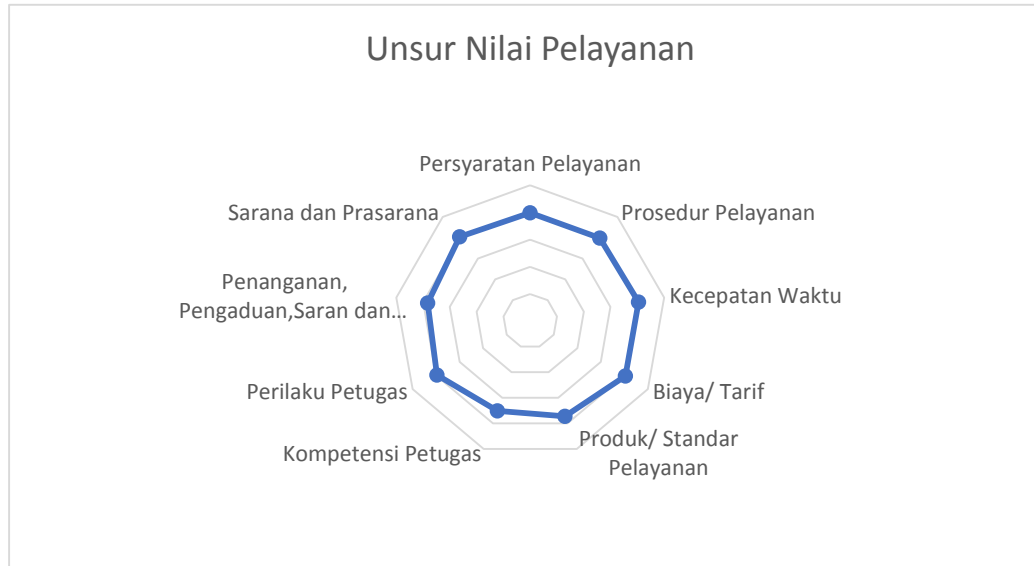 Unsur Nilai Pelayanan
Persyaratan Pelayanan
Prosedur Pelayanan
Kecepatan Waktu
Biaya/ Tarif
Produk/ Standar
Pelayanan
Kompetensi Petugas
Perilaku Petugas
Penanganan,
Pengaduan,Saran dan...
Sarana dan Prasarana